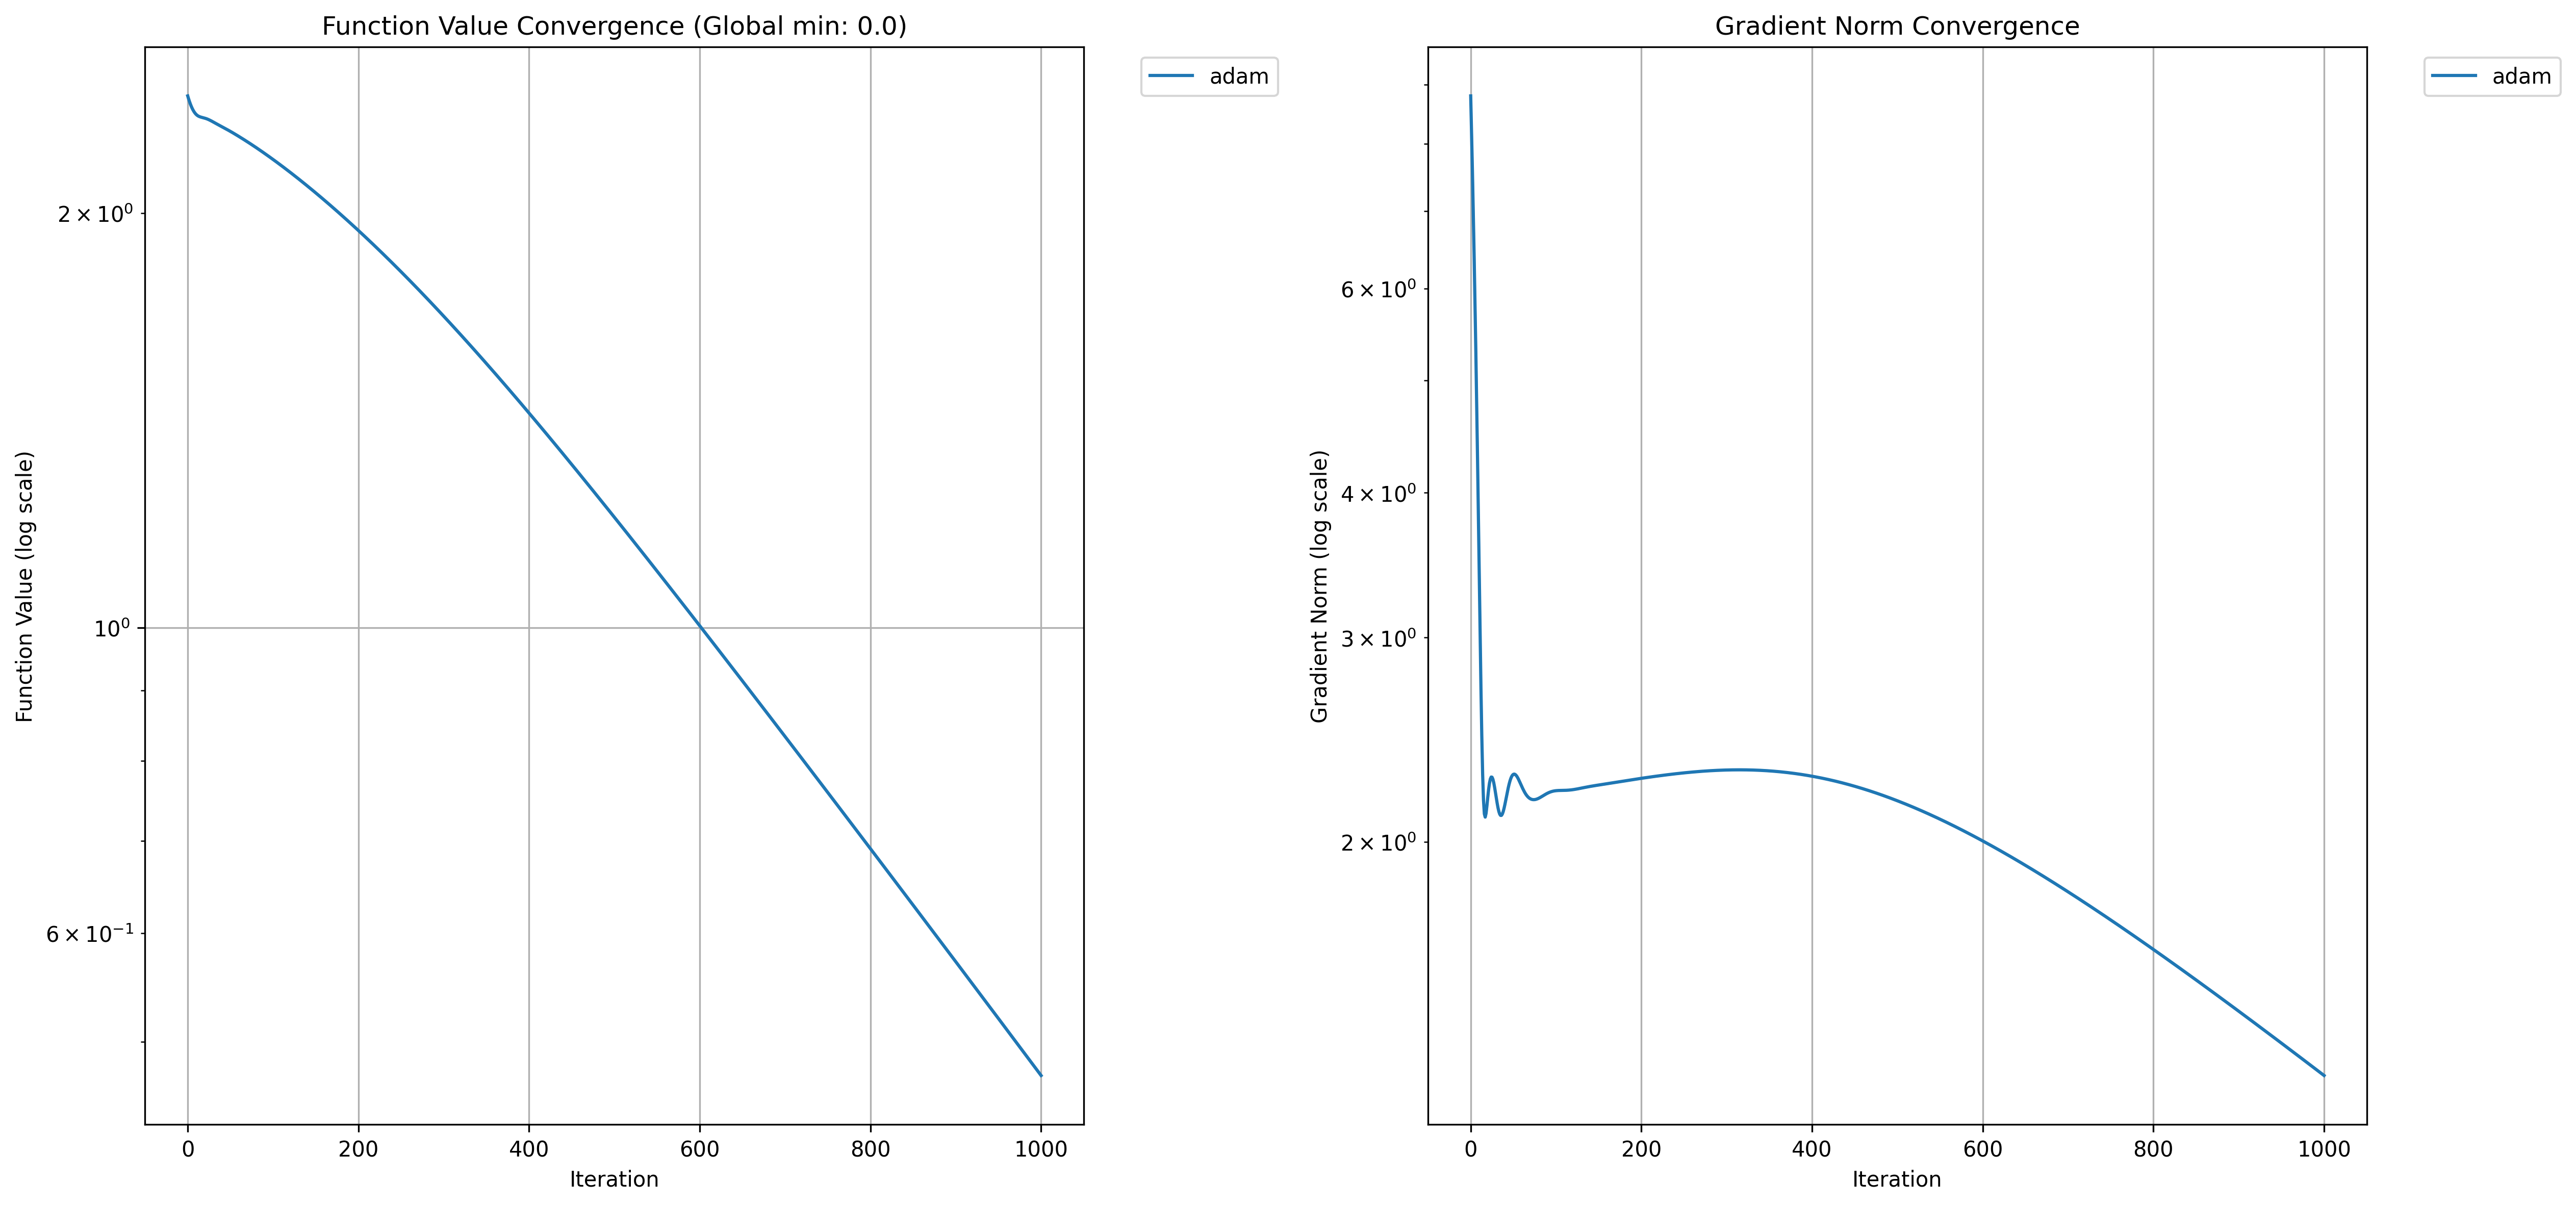 Function Value Convergence (Global min: 0.0)
adam
Function Value (log scale)
2 × 10⁰
10⁰
6 × 10⁻¹
0 200 400 600 800 1000
Iteration
Gradient Norm Convergence
adam
Gradient Norm (log scale)
6 × 10⁰
4 × 10⁰
3 × 10⁰
2 × 10⁰
0 200 400 600 800 1000
Iteration